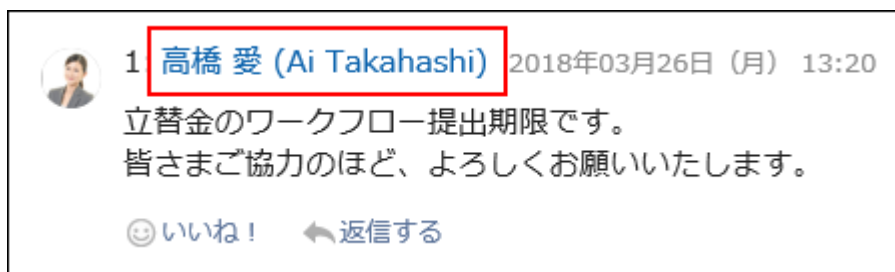 1 高橋 愛 (Ai Takahashi) 2018年03月26日（月） 13:20
立替金のワークフロー提出期限です。
皆さまご協力のほど、よろしくお願いいたします。
いいね！ 返信する